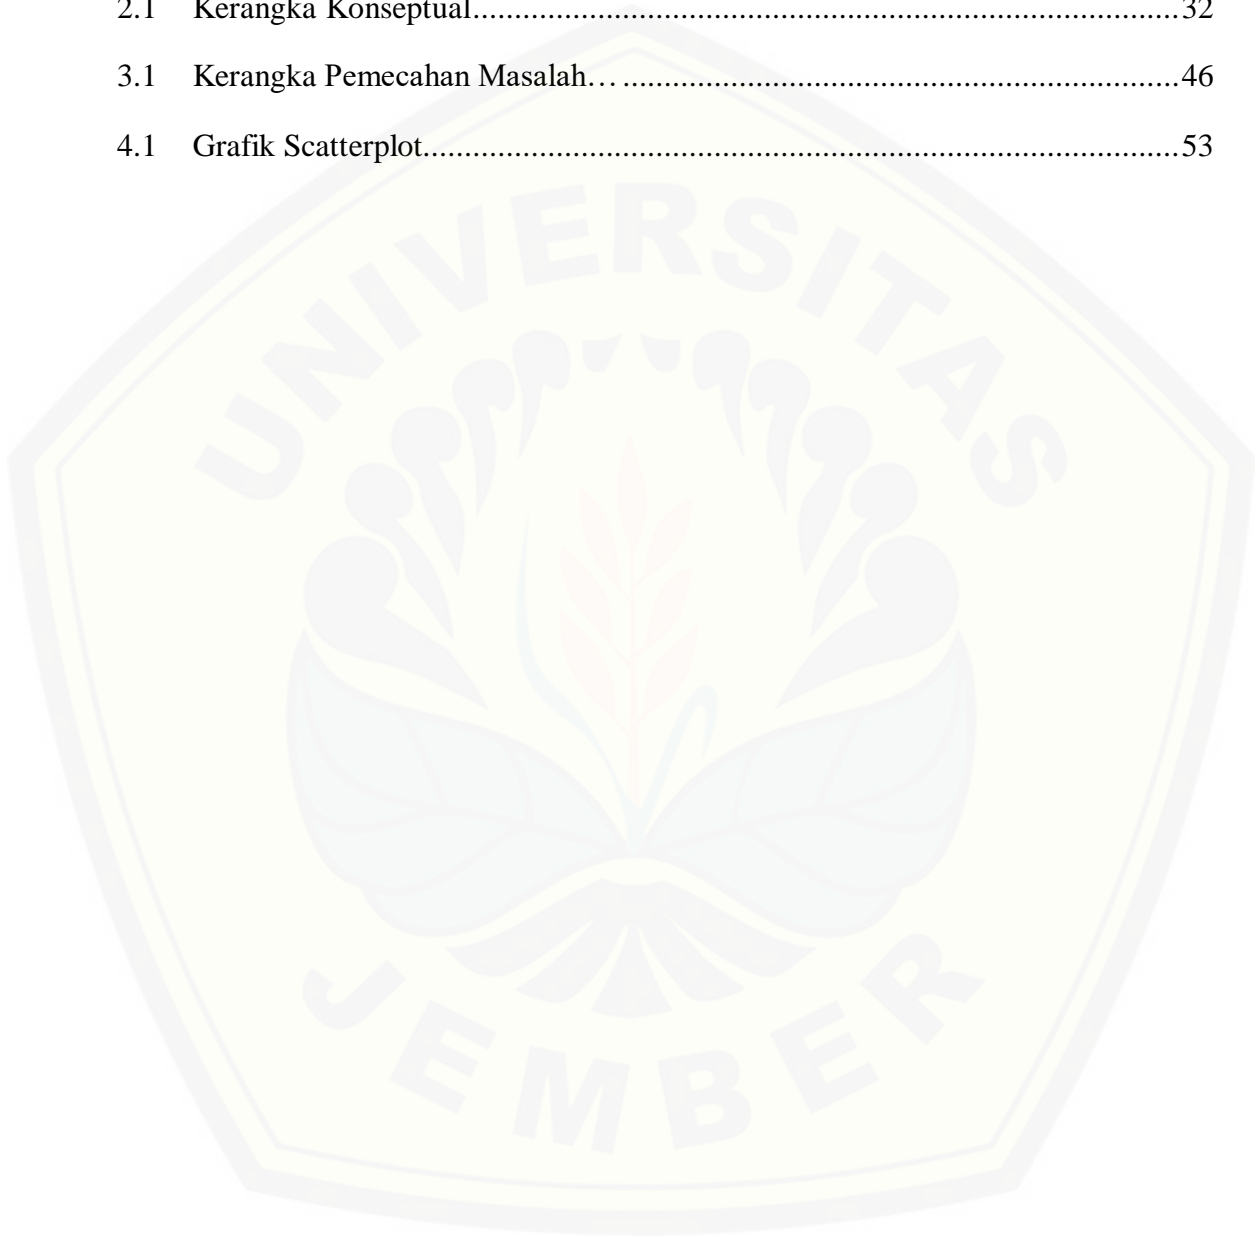 2.1 Kerangka Konseptual....................................................................................32
3.1 Kerangka Pemecahan Masalah… ..................................................................46
4.1 Grafik Scatterplot..........................................................................................53
UNIVERSITAS
JEMBER